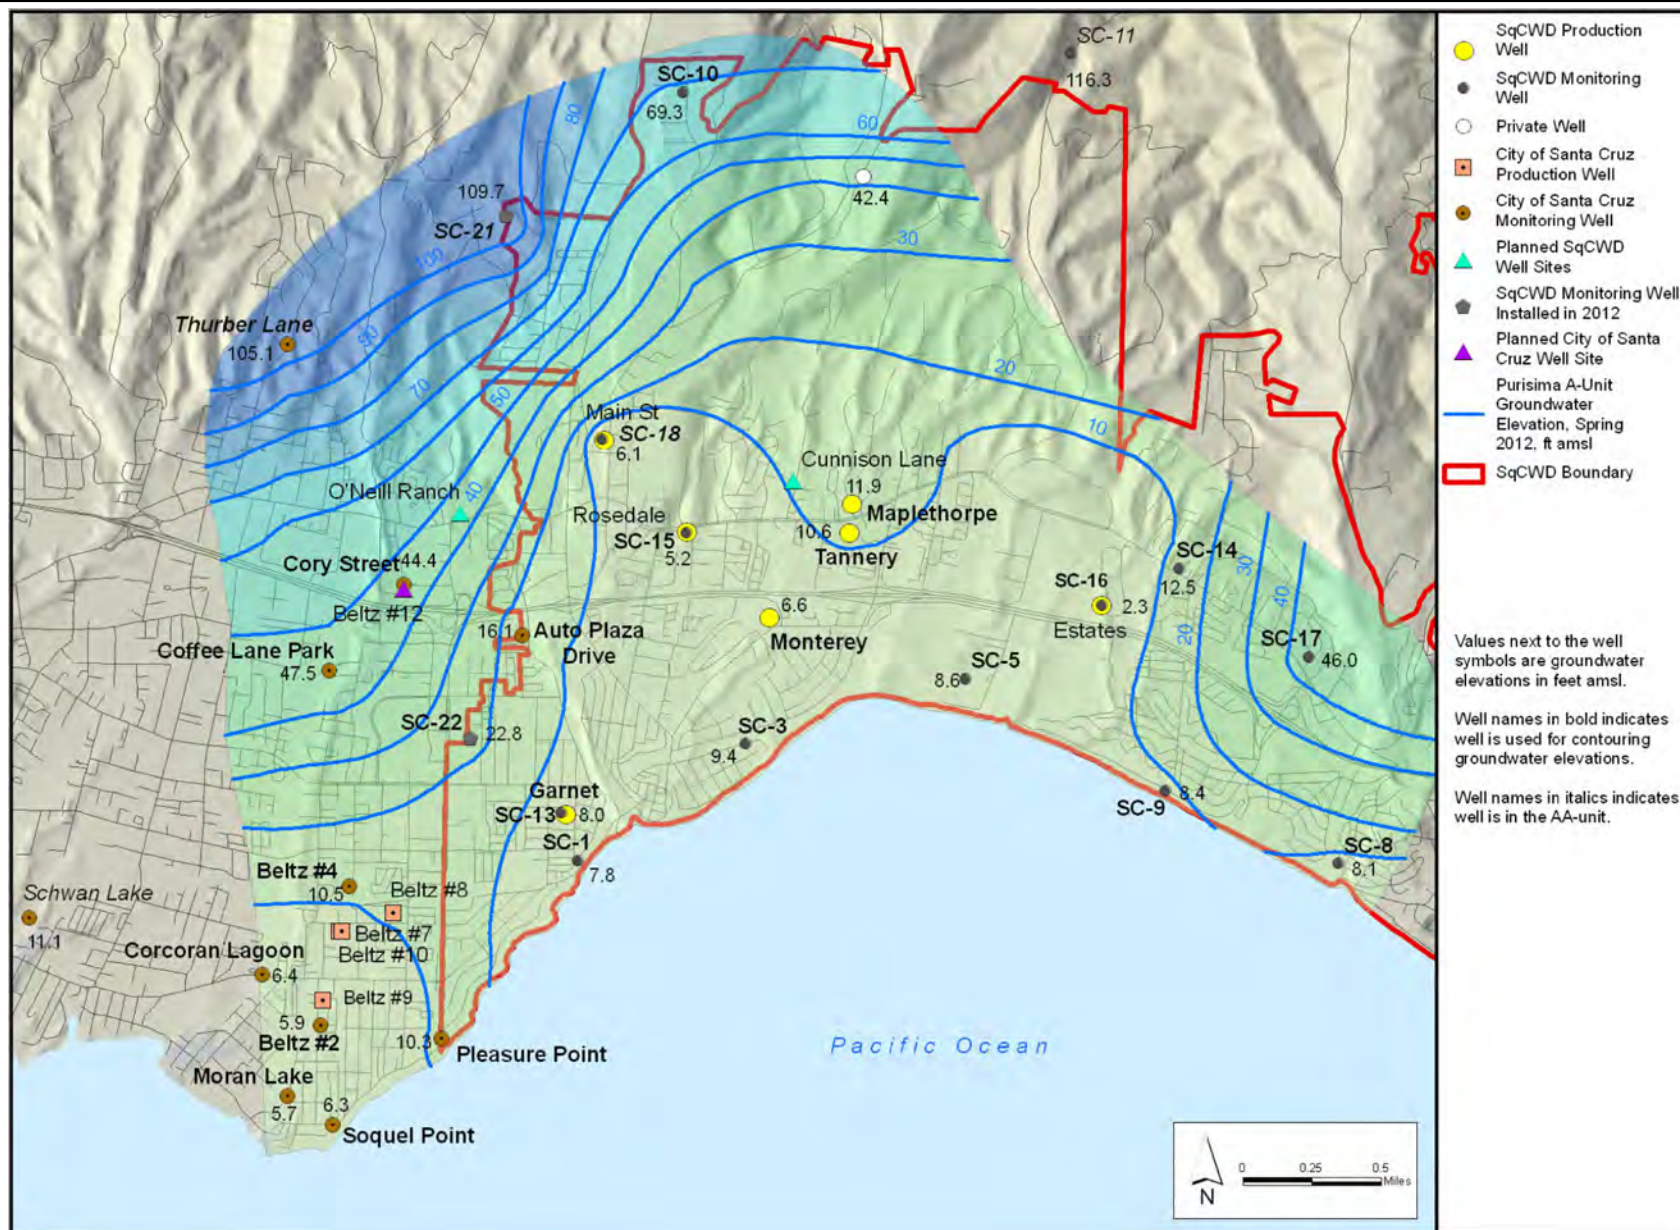 SC-11
116.3
SC-10
69.3
80
60
42.4
109.7
SC-21
100
30
Thurber Lane
105.1
90
70
50
20
10
Main St
SC-18
6.1
Cunnison Lane
11.9
Maplethorpe
10.6
Tannery
O'Neill Ranch
40
Rosedale
SC-15
5.2
Cory Street
44.4
Beltz #12
SC-14
12.5
30
40
SC-16
2.3
Estates
6.6
Monterey
16.1
Auto Plaza
Drive
Coffee Lane Park
47.5
20
SC-17
46.0
SC-5
8.6
SC-22
22.8
SC-3
9.4
Garnet
SC-13
8.0
SC-1
7.8
SC-9
8.4
SC-8
8.1
Beltz #4
10.5
Beltz #8
Schwan Lake
11.1
Beltz #7
Beltz #10
Corcoran Lagoon
6.4
Beltz #9
5.9
Beltz #2
10.3
Pleasure Point
Moran Lake
5.7
6.3
Soquel Point
Pacific Ocean
N
0
0.25
0.5
Miles
SqCWD Production
Well
SqCWD Monitoring
Well
Private Well
City of Santa Cruz
Production Well
City of Santa Cruz
Monitoring Well
Planned SqCWD
Well Sites
SqCWD Monitoring Well
Installed in 2012
Planned City of Santa
Cruz Well Site
Purisima A-Unit
Groundwater
Elevation, Spring
2012, ft amsl
SqCWD Boundary
Values next to the well
symbols are groundwater
elevations in feet amsl.
Well names in bold indicates
well is used for contouring
groundwater elevations.
Well names in italics indicates
well is in the AA-unit.